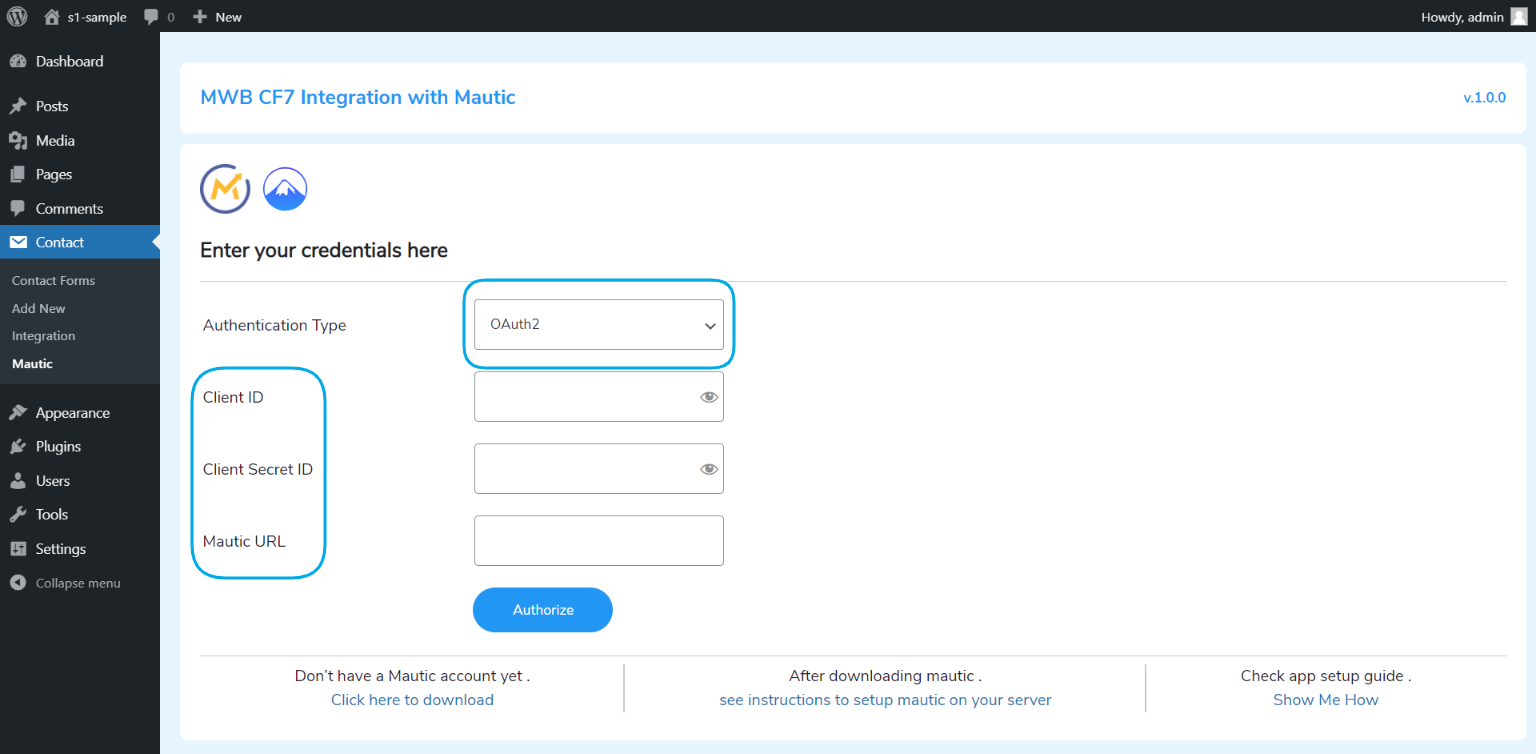 s1-sample
0
New
Howdy, admin
Dashboard
Posts
Media
Pages
Comments
Contact
Contact Forms
Add New
Integration
Mautic
Appearance
Plugins
Users
Tools
Settings
Collapse menu
MWB CF7 Integration with Mautic
v.1.0.0
Enter your credentials here
Authentication Type
OAuth2
Client ID
Client Secret ID
Mautic URL
Authorize
Don't have a Mautic account yet .
Click here to download
After downloading mautic .
see instructions to setup mautic on your server
Check app setup guide .
Show Me How